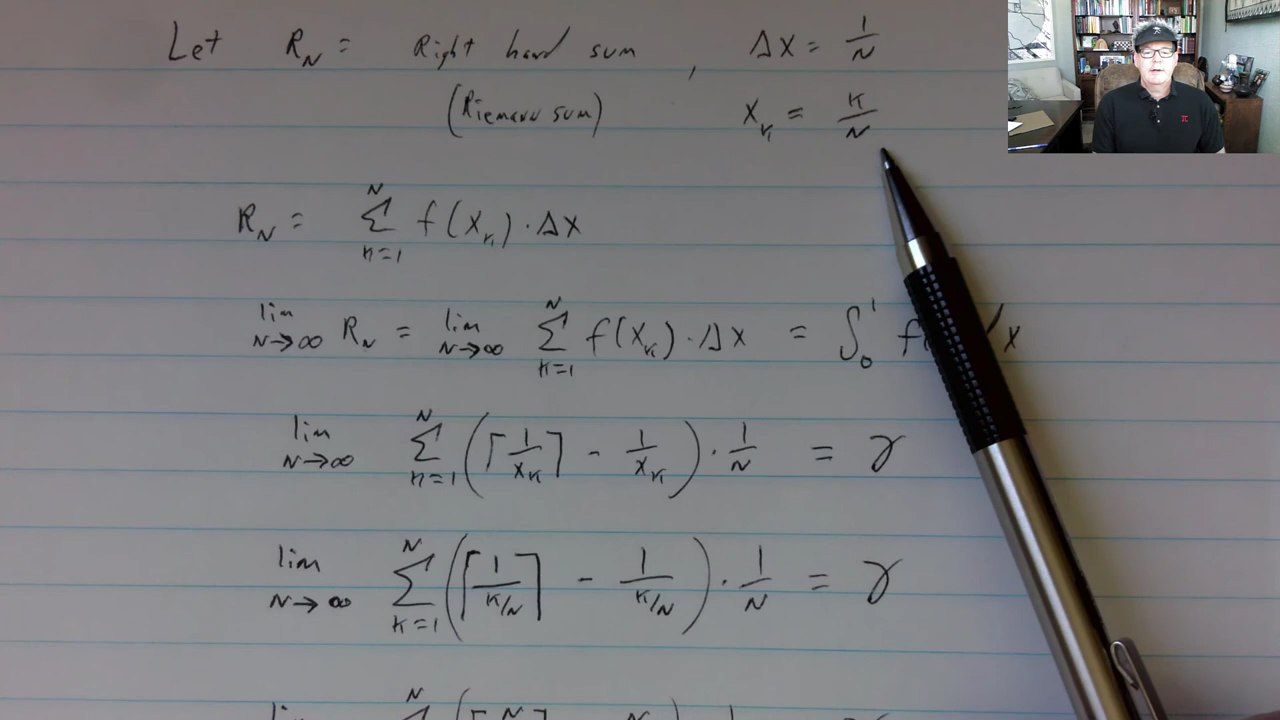 Let R_N = Right hand sum , Δx = 1/N
(Riemann sum) x_k = k/N
R_N = Σ_{k=1}^{N} f(x_k) · Δx
lim_{N→∞} R_N = lim_{N→∞} Σ_{k=1}^{N} f(x_k) · Δx = ∫_0^1 f x
lim_{N→∞} Σ_{k=1}^{N} (⌈1/x_k⌉ - 1/x_k) · 1/N = γ
lim_{N→∞} Σ_{k=1}^{N} (⌈1/(k/N)⌉ - 1/(k/N)) · 1/N = γ
π